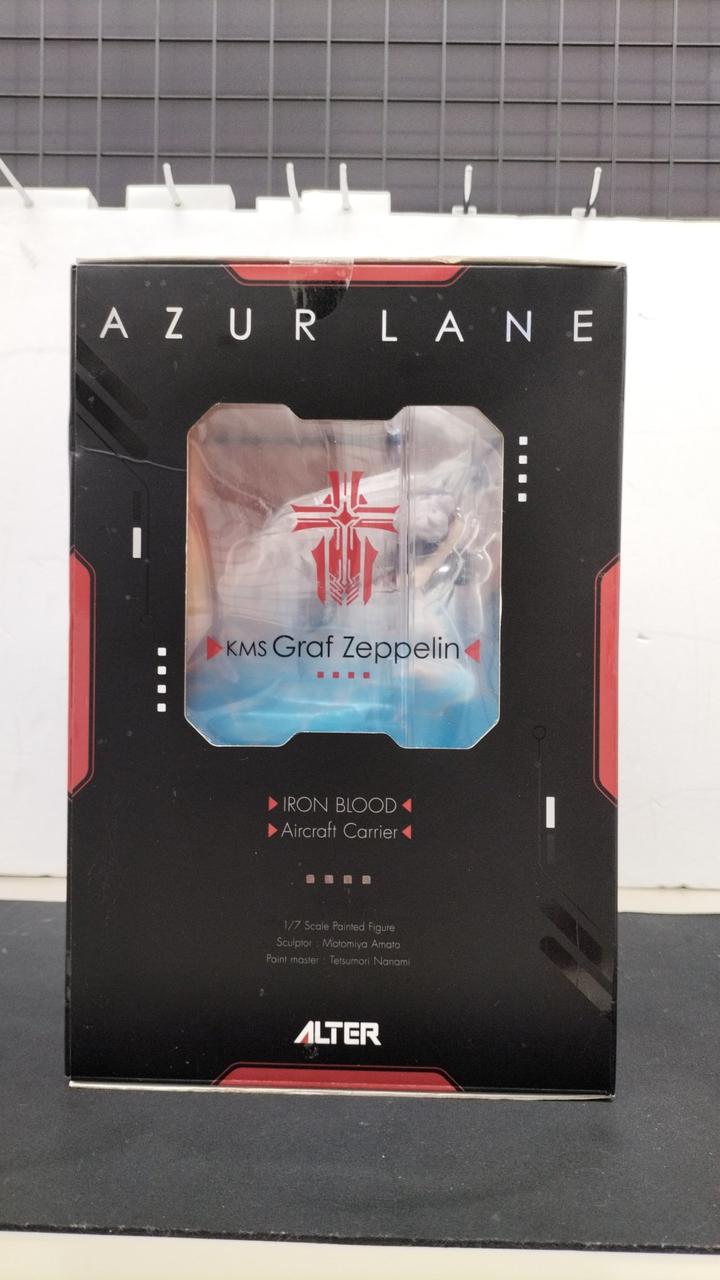 AZUR LANE
KMS Graf Zeppelin
IRON BLOOD
Aircraft Carrier
1/7 Scale Painted Figure
Sculptor : Motomiya Amato
Paint master : Tetsumori Nanami
ALTER